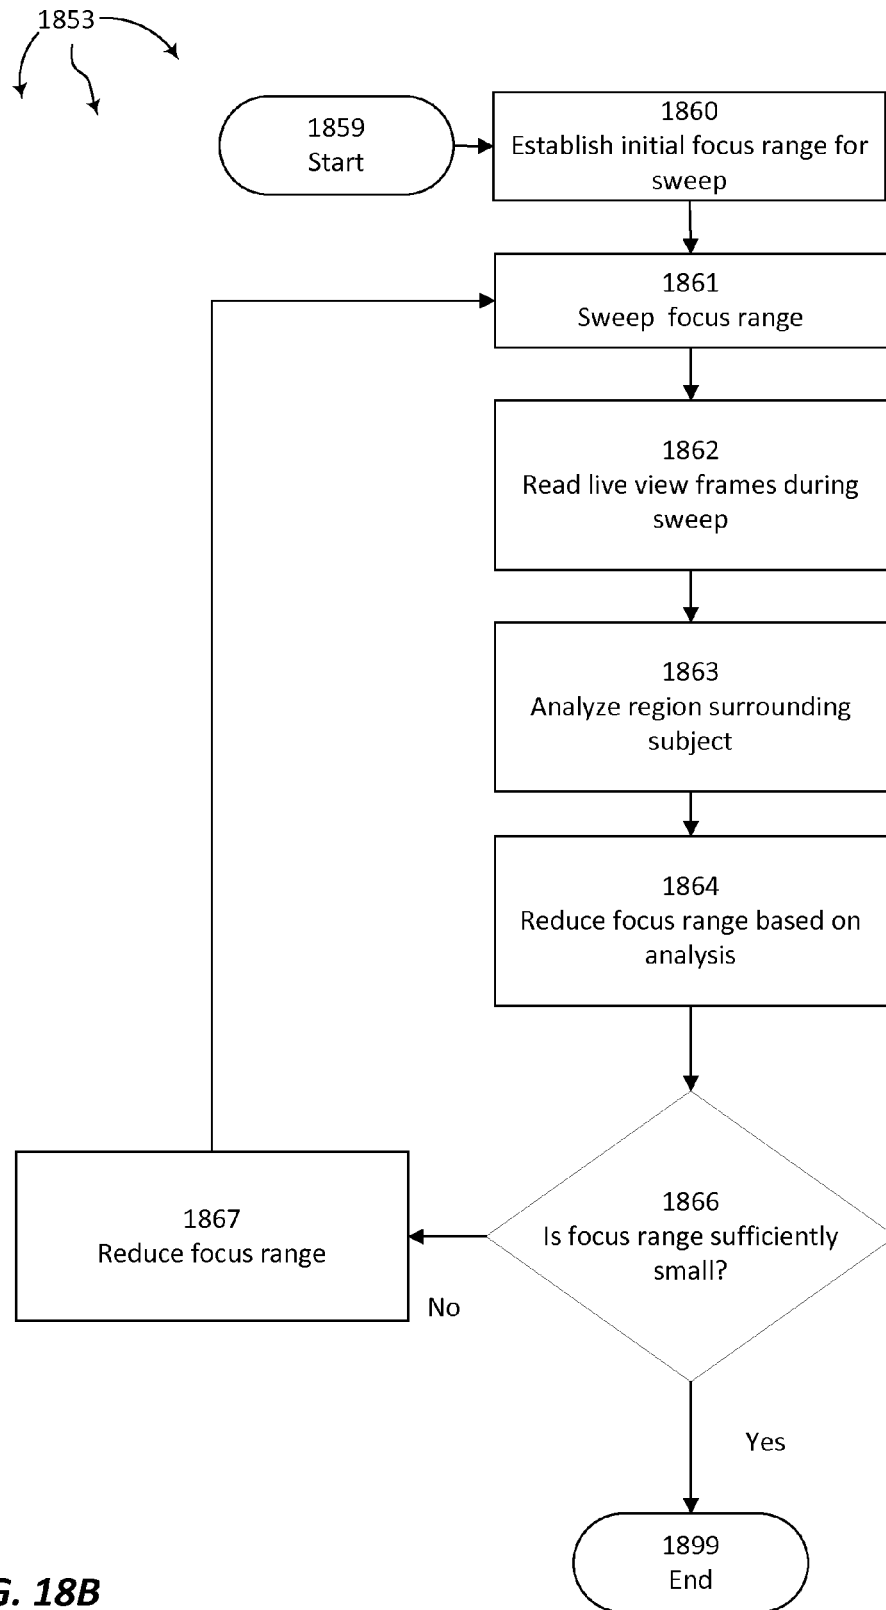 1853
1859
Start
1860
Establish initial focus range for
sweep
1861
Sweep focus range
1862
Read live view frames during
sweep
1863
Analyze region surrounding
subject
1864
Reduce focus range based on
analysis
1866
Is focus range sufficiently
small?
1867
Reduce focus range
No
Yes
1899
End
G. 18B